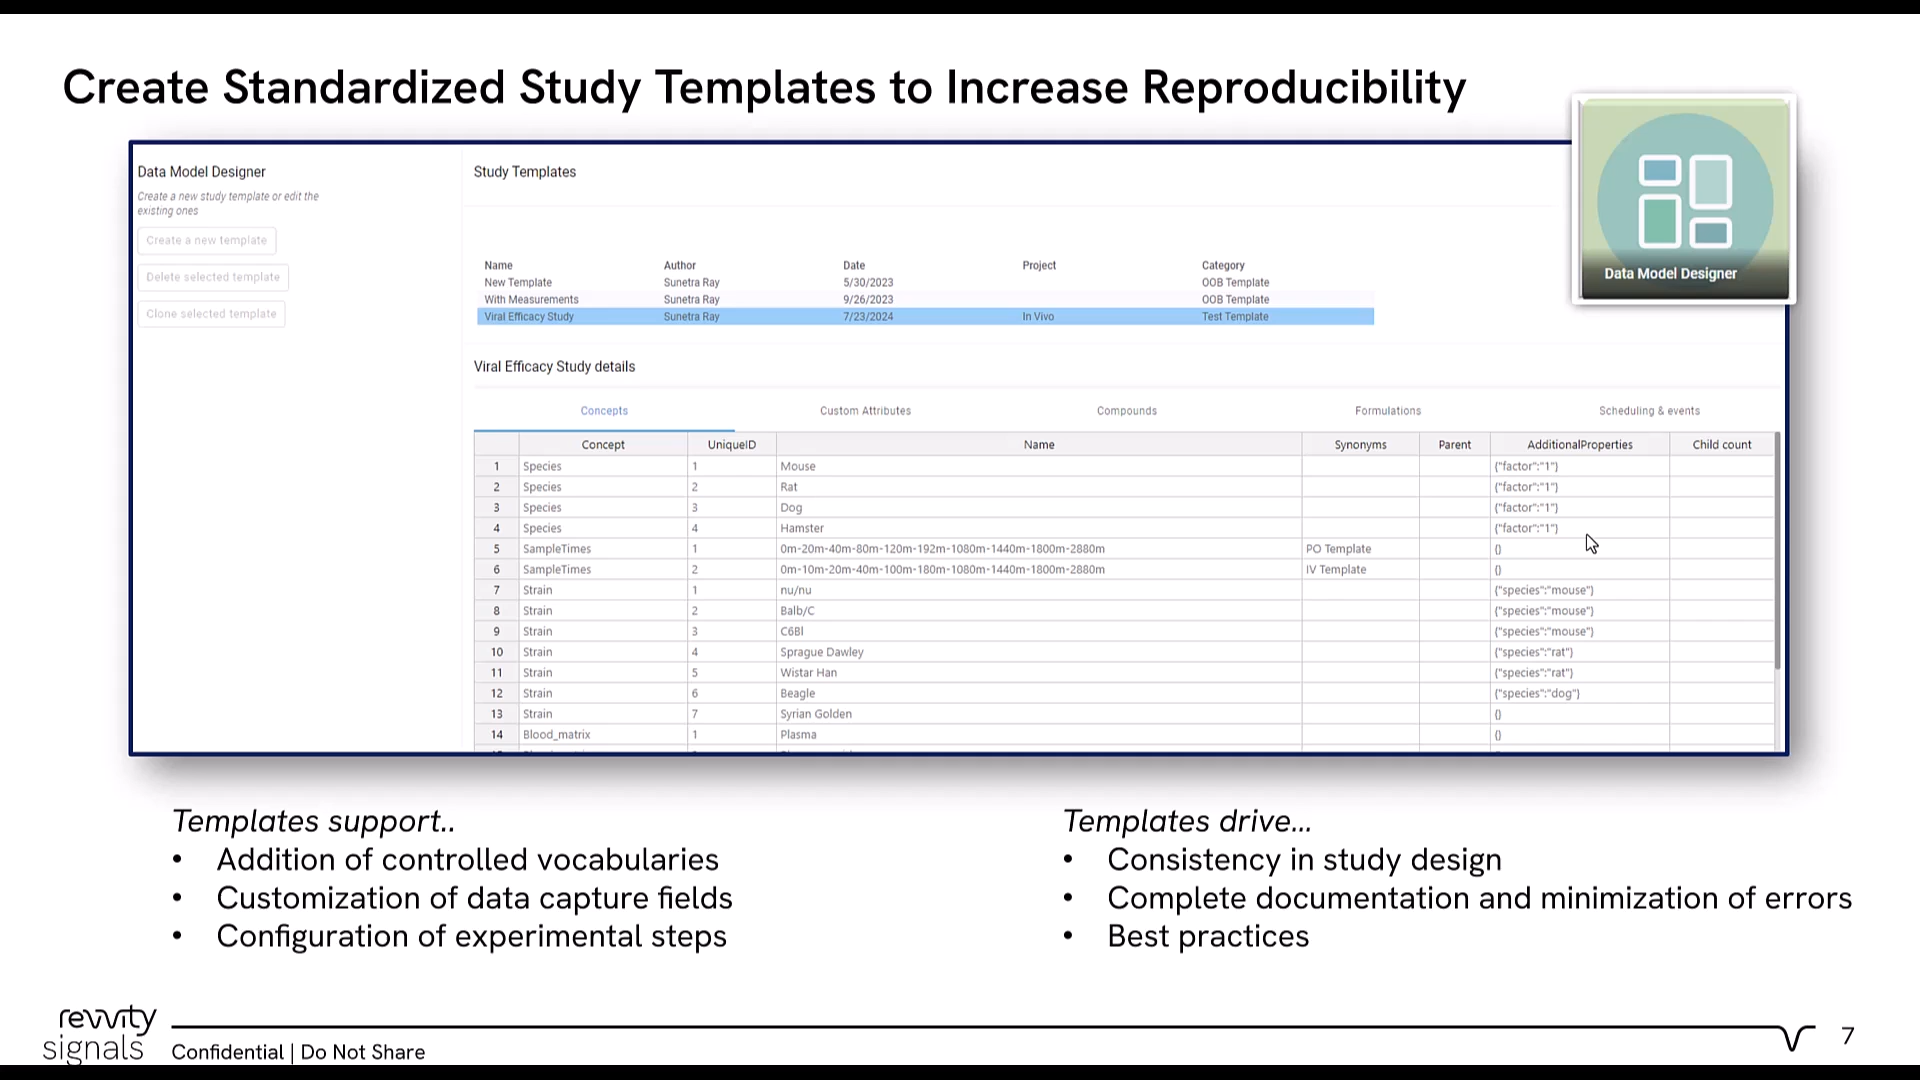 Create Standardized Study Templates to Increase Reproducibility
Data Model Designer
Create a new study template or edit the
existing ones
Create a new template
Delete selected template
Clone selected template
Study Templates
Data Model Designer
Name Author Date Project Category
New Template Sunetra Ray 5/30/2023 OOB Template
With Measurements Sunetra Ray 9/26/2023 OOB Template
Viral Efficacy Study Sunetra Ray 7/23/2024 In Vivo Test Template
Viral Efficacy Study details
Concepts Custom Attributes Compounds Formulations Scheduling & events
Concept UniqueID Name Synonyms Parent AdditionalProperties Child count
1 Species 1 Mouse {"factor":"1"}
2 Species 2 Rat {"factor":"1"}
3 Species 3 Dog {"factor":"1"}
4 Species 4 Hamster {"factor":"1"}
5 SampleTimes 1 0m-20m-40m-80m-120m-192m-1080m-1440m-1800m-2880m PO Template {}
6 SampleTimes 2 0m-10m-20m-40m-100m-180m-1080m-1440m-1800m-2880m IV Template {}
7 Strain 1 nu/nu {"species":"mouse"}
8 Strain 2 Balb/C {"species":"mouse"}
9 Strain 3 C6Bl {"species":"mouse"}
10 Strain 4 Sprague Dawley {"species":"rat"}
11 Strain 5 Wistar Han {"species":"rat"}
12 Strain 6 Beagle {"species":"dog"}
13 Strain 7 Syrian Golden {}
14 Blood_matrix 1 Plasma {}
Templates support..
• Addition of controlled vocabularies
• Customization of data capture fields
• Configuration of experimental steps
Templates drive...
• Consistency in study design
• Complete documentation and minimization of errors
• Best practices
revvity
signals
Confidential | Do Not Share
7